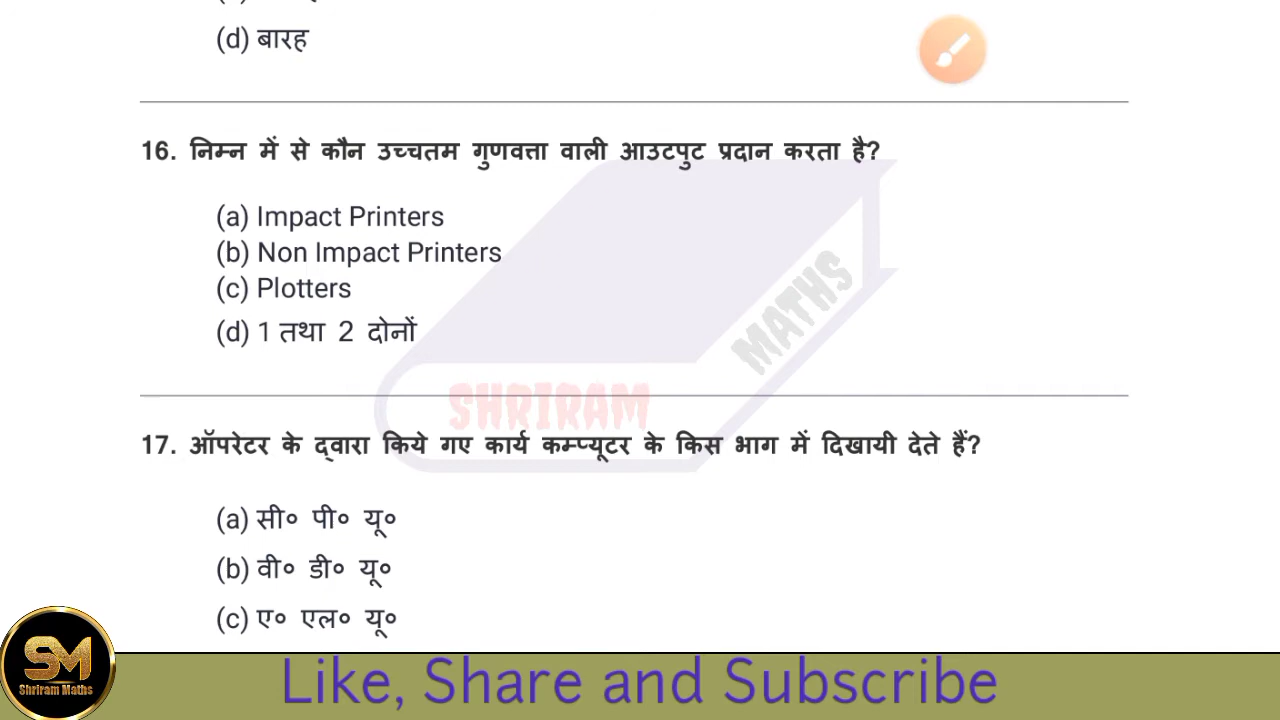 (d) बारह
16. निम्न में से कौन उच्चतम गुणवत्ता वाली आउटपुट प्रदान करता है?
(a) Impact Printers
(b) Non Impact Printers
(c) Plotters
(d) 1 तथा 2 दोनों
MATHS
SHRIRAM
17. ऑपरेटर के द्वारा किये गए कार्य कम्प्यूटर के किस भाग में दिखायी देते हैं?
(a) सी० पी० यू०
(b) वी० डी० यू०
(c) ए० एल० यू०
SM
Shriram Maths
Like, Share and Subscribe